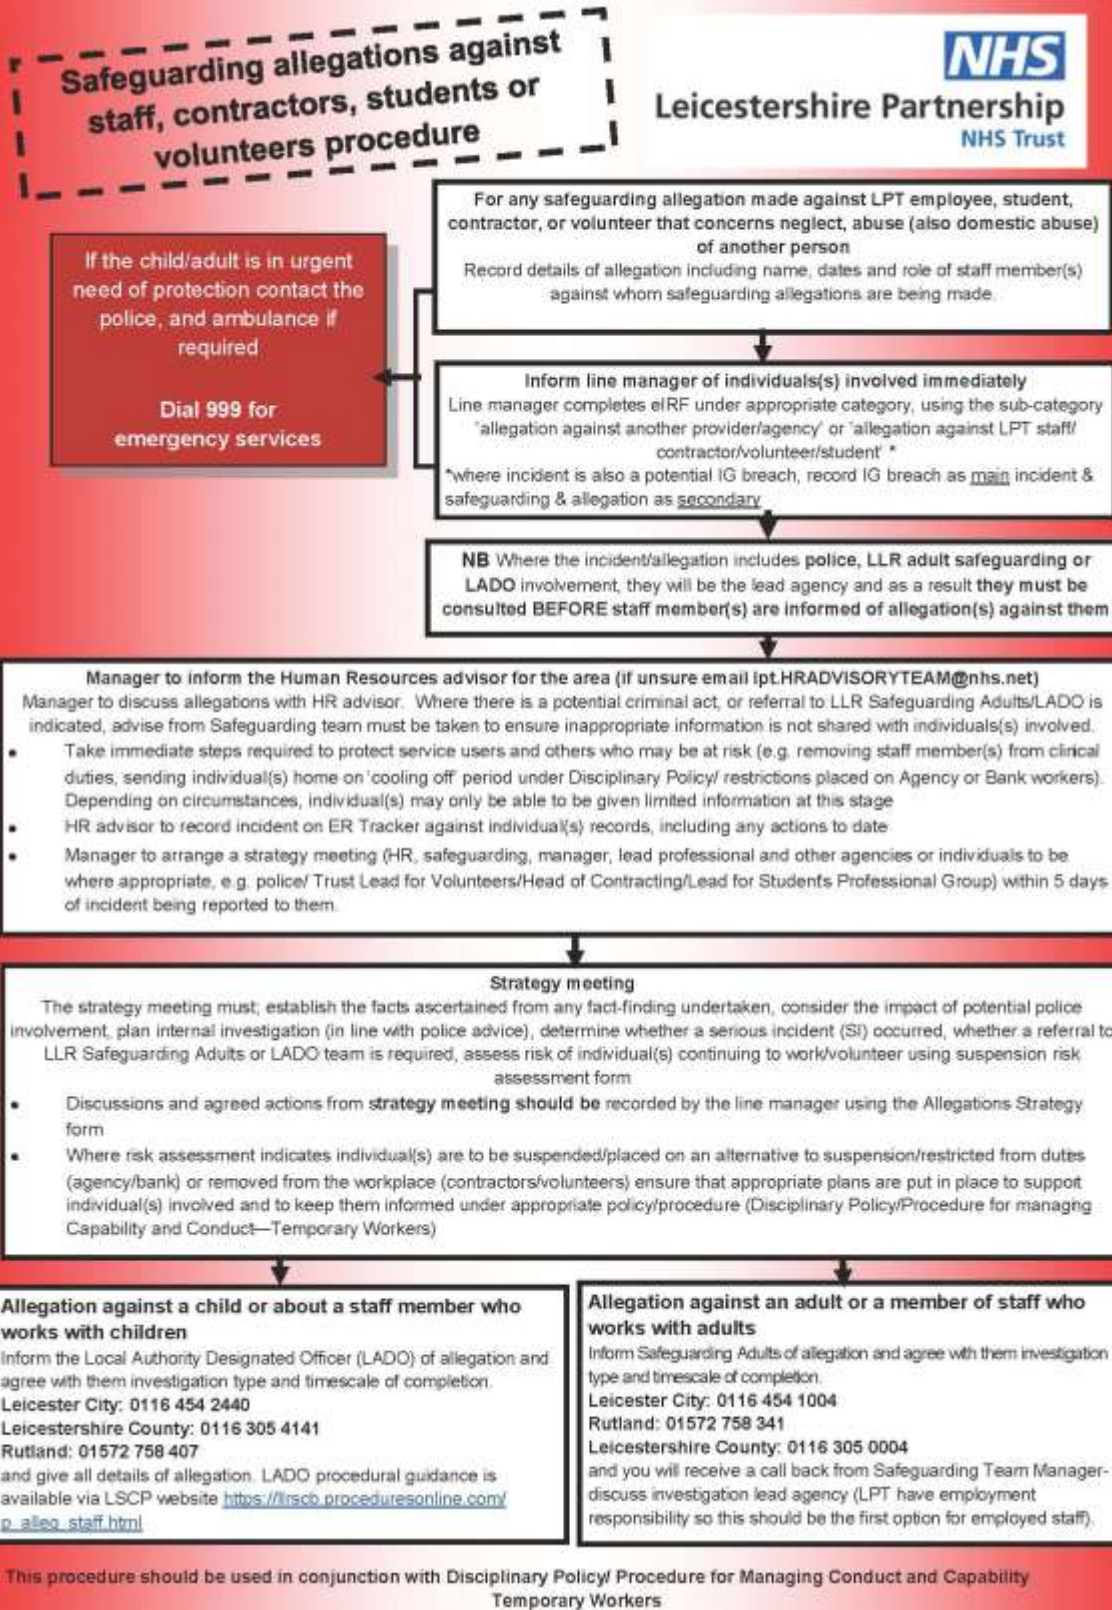 Safeguarding allegations against
staff, contractors, students or
volunteers procedure
NHS
Leicestershire Partnership
NHS Trust
For any safeguarding allegation made against LPT employee, student,
contractor, or volunteer that concerns neglect, abuse (also domestic abuse)
of another person
Record details of allegation including name, dates and role of staff member(s)
against whom safeguarding allegations are being made.
If the child/adult is in urgent
need of protection contact the
police, and ambulance if
required
Dial 999 for
emergency services
Inform line manager of individuals(s) involved immediately
Line manager completes eIRF under appropriate category, using the sub-category
'allegation against another provider/agency' or 'allegation against LPT staff/
contractor/volunteer/student' *
*where incident is also a potential IG breach, record IG breach as main incident &
safeguarding & allegation as secondary
NB Where the incident/allegation includes police, LLR adult safeguarding or
LADO involvement, they will be the lead agency and as a result they must be
consulted BEFORE staff member(s) are informed of allegation(s) against them
Manager to inform the Human Resources advisor for the area (if unsure email lpt.HRADVISORYTEAM@nhs.net)
Manager to discuss allegations with HR advisor. Where there is a potential criminal act, or referral to LLR Safeguarding Adults/LADO is
indicated, advise from Safeguarding team must be taken to ensure inappropriate information is not shared with individuals(s) involved.
• Take immediate steps required to protect service users and others who may be at risk (e.g. removing staff member(s) from clinical
duties, sending individual(s) home on 'cooling off' period under Disciplinary Policy/ restrictions placed on Agency or Bank workers).
Depending on circumstances, individual(s) may only be able to be given limited information at this stage
• HR advisor to record incident on ER Tracker against individual(s) records, including any actions to date
• Manager to arrange a strategy meeting (HR, safeguarding, manager, lead professional and other agencies or individuals to be
where appropriate, e.g. police/ Trust Lead for Volunteers/Head of Contracting/Lead for Students Professional Group) within 5 days
of incident being reported to them.
Strategy meeting
The strategy meeting must; establish the facts ascertained from any fact-finding undertaken, consider the impact of potential police
involvement, plan internal investigation (in line with police advice), determine whether a serious incident (SI) occurred, whether a referral to
LLR Safeguarding Adults or LADO team is required, assess risk of individual(s) continuing to work/volunteer using suspension risk
assessment form
• Discussions and agreed actions from strategy meeting should be recorded by the line manager using the Allegations Strategy
form
• Where risk assessment indicates individual(s) are to be suspended/placed on an alternative to suspension/restricted from dutes
(agency/bank) or removed from the workplace (contractors/volunteers) ensure that appropriate plans are put in place to support
individual(s) involved and to keep them informed under appropriate policy/procedure (Disciplinary Policy/Procedure for managng
Capability and Conduct—Temporary Workers)
Allegation against a child or about a staff member who
works with children
Inform the Local Authority Designated Officer (LADO) of allegation and
agree with them investigation type and timescale of completion.
Leicester City: 0116 454 2440
Leicestershire County: 0116 305 4141
Rutland: 01572 758 407
and give all details of allegation. LADO procedural guidance is
available via LSCP website https://llrscb.proceduresonline.com/
p_alleg_staff.html
Allegation against an adult or a member of staff who
works with adults
Inform Safeguarding Adults of allegation and agree with them investigation
type and timescale of completion.
Leicester City: 0116 454 1004
Rutland: 01572 758 341
Leicestershire County: 0116 305 0004
and you will receive a call back from Safeguarding Team Manager-
discuss investigation lead agency (LPT have employment
responsibility so this should be the first option for employed staff).
This procedure should be used in conjunction with Disciplinary Policy/ Procedure for Managing Conduct and Capability
Temporary Workers